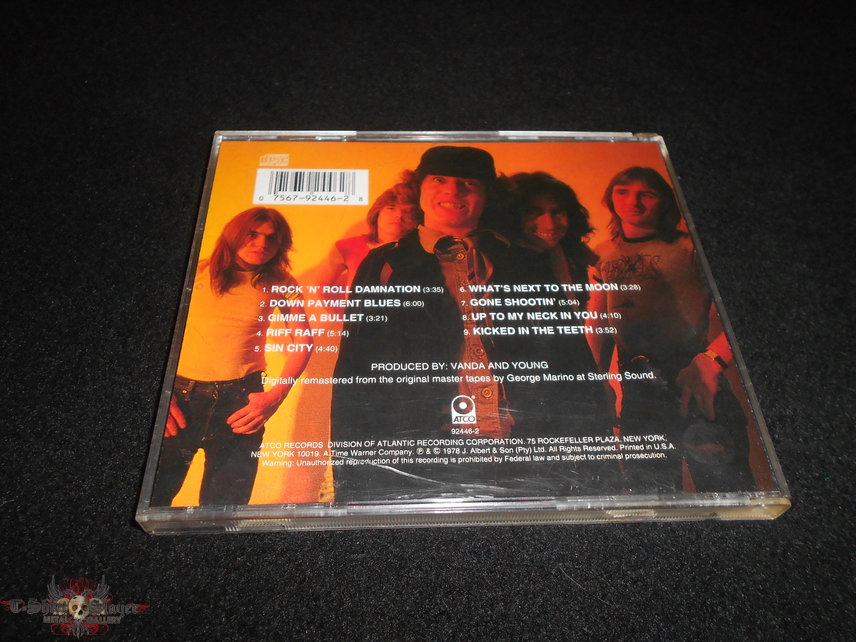 disc
0 75678-92446-2 8
1. ROCK 'N' ROLL DAMNATION (3:35)
2. DOWN PAYMENT BLUES (6:00)
3. GIMME A BULLET (3:21)
4. RIFF RAFF (5:14)
5. SIN CITY (4:40)
6. WHAT'S NEXT TO THE MOON (3:28)
7. GONE SHOOTIN' (5:04)
8. UP TO MY NECK IN YOU (4:10)
9. KICKED IN THE TEETH (3:52)
PRODUCED BY: VANDA AND YOUNG
Digitally remastered from the original master tapes by George Marino at Sterling Sound.
ATCO
92446-2
ATCO RECORDS DIVISION OF ATLANTIC RECORDING CORPORATION. 75 ROCKEFELLER PLAZA, NEW YORK,
NEW YORK 10019. A Time Warner Company. ℗ & © 1978 J. Albert & Son (Pty) Ltd. All Rights Reserved. Printed in U.S.A.
Warning: Unauthorized reproduction of this recording is prohibited by Federal law and subject to criminal prosecution.
T-Shirt Slayer
METAL GALLERY